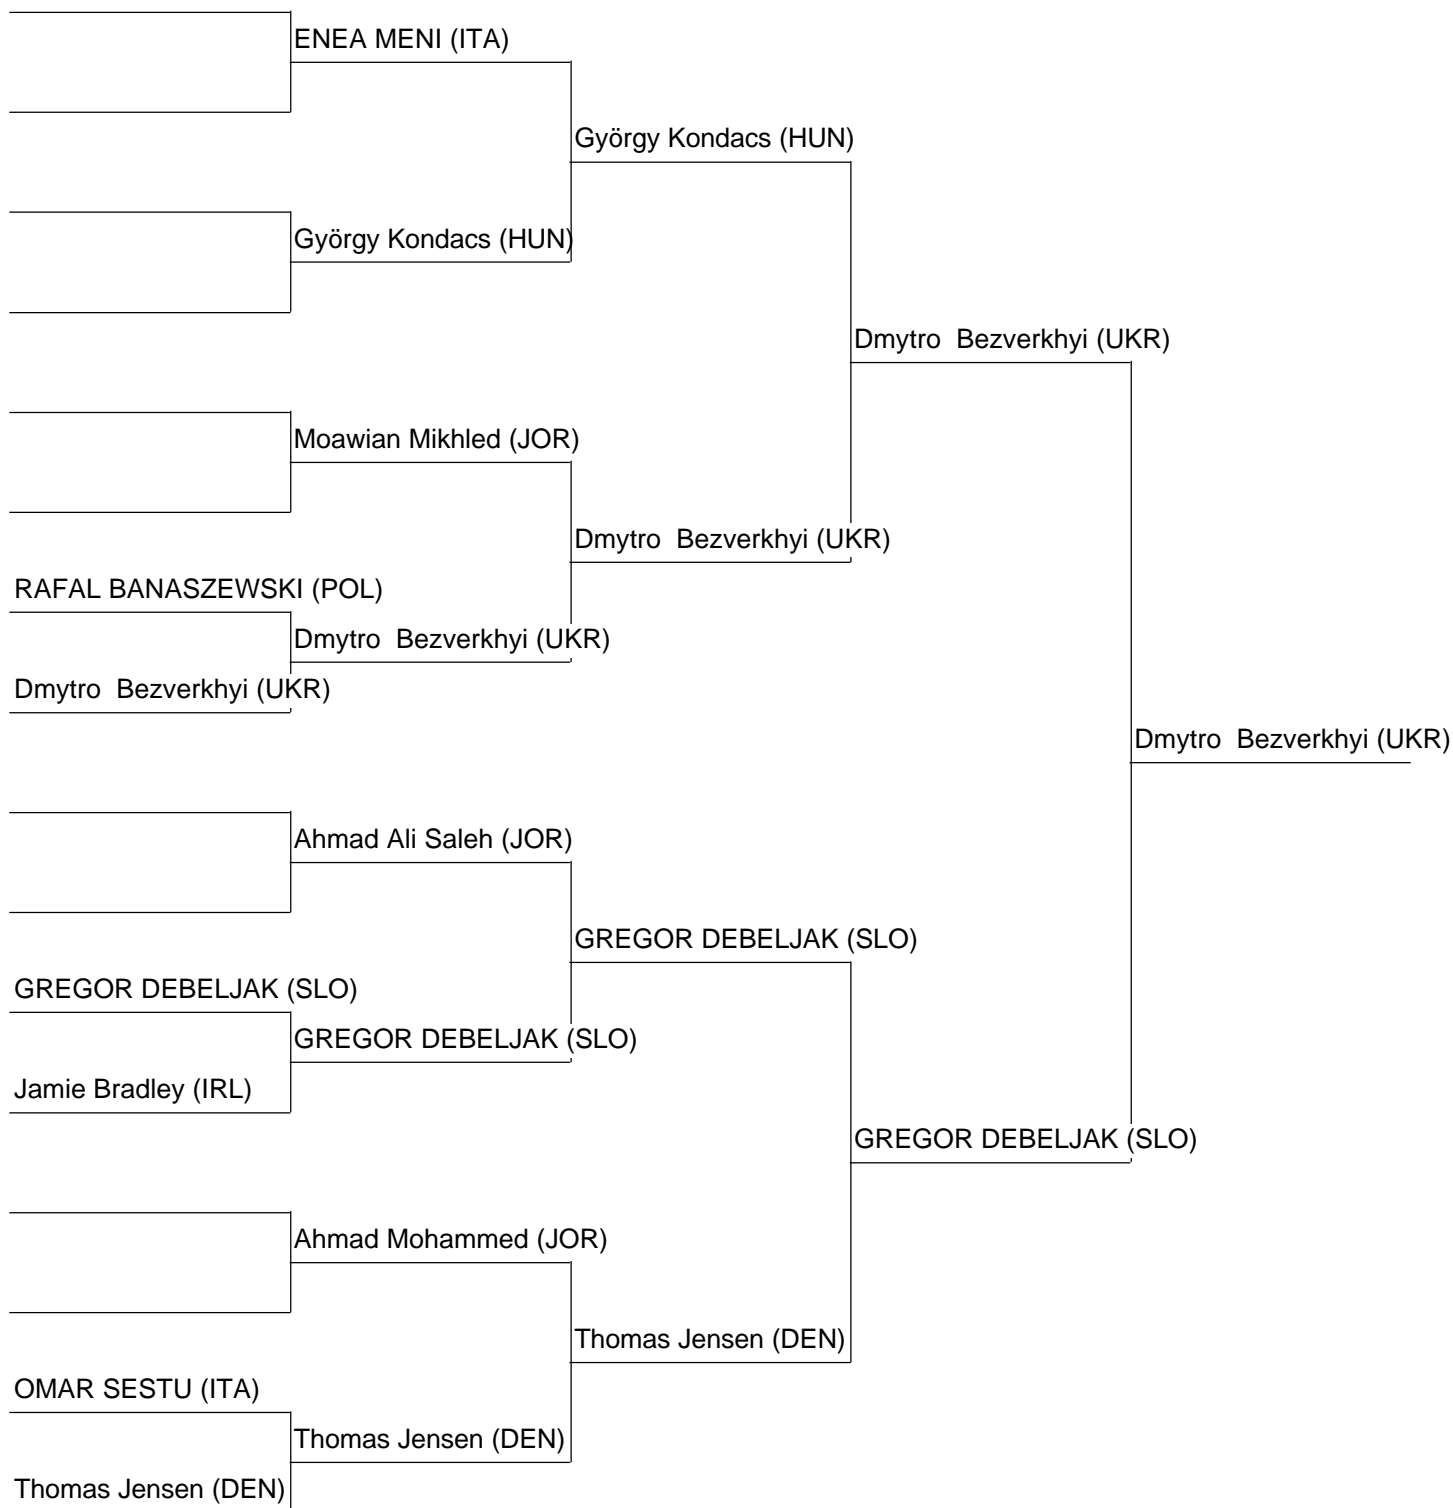 ENEA MENI (ITA)
György Kondacs (HUN)
György Kondacs (HUN)
Dmytro  Bezverkhyi (UKR)
Moawian Mikhled (JOR)
Dmytro  Bezverkhyi (UKR)
RAFAL BANASZEWSKI (POL)
Dmytro  Bezverkhyi (UKR)
Dmytro  Bezverkhyi (UKR)
Dmytro  Bezverkhyi (UKR)
Ahmad Ali Saleh (JOR)
GREGOR DEBELJAK (SLO)
GREGOR DEBELJAK (SLO)
GREGOR DEBELJAK (SLO)
Jamie Bradley (IRL)
GREGOR DEBELJAK (SLO)
Ahmad Mohammed (JOR)
Thomas Jensen (DEN)
OMAR SESTU (ITA)
Thomas Jensen (DEN)
Thomas Jensen (DEN)